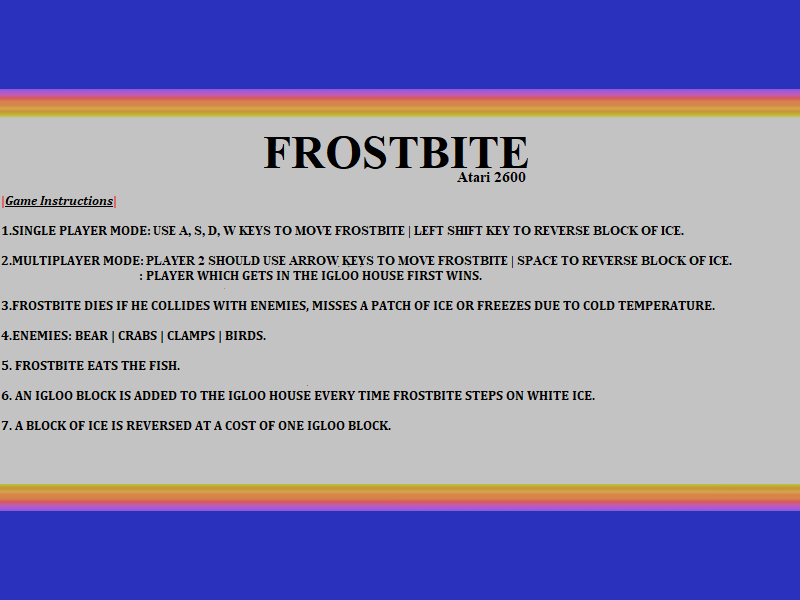 FROSTBITE
Atari 2600
|Game Instructions|
1.SINGLE PLAYER MODE: USE A, S, D, W KEYS TO MOVE FROSTBITE | LEFT SHIFT KEY TO REVERSE BLOCK OF ICE.
2.MULTIPLAYER MODE: PLAYER 2 SHOULD USE ARROW KEYS TO MOVE FROSTBITE | SPACE TO REVERSE BLOCK OF ICE.
: PLAYER WHICH GETS IN THE IGLOO HOUSE FIRST WINS.
3.FROSTBITE DIES IF HE COLLIDES WITH ENEMIES, MISSES A PATCH OF ICE OR FREEZES DUE TO COLD TEMPERATURE.
4.ENEMIES: BEAR | CRABS | CLAMPS | BIRDS.
5. FROSTBITE EATS THE FISH.
6. AN IGLOO BLOCK IS ADDED TO THE IGLOO HOUSE EVERY TIME FROSTBITE STEPS ON WHITE ICE.
7. A BLOCK OF ICE IS REVERSED AT A COST OF ONE IGLOO BLOCK.